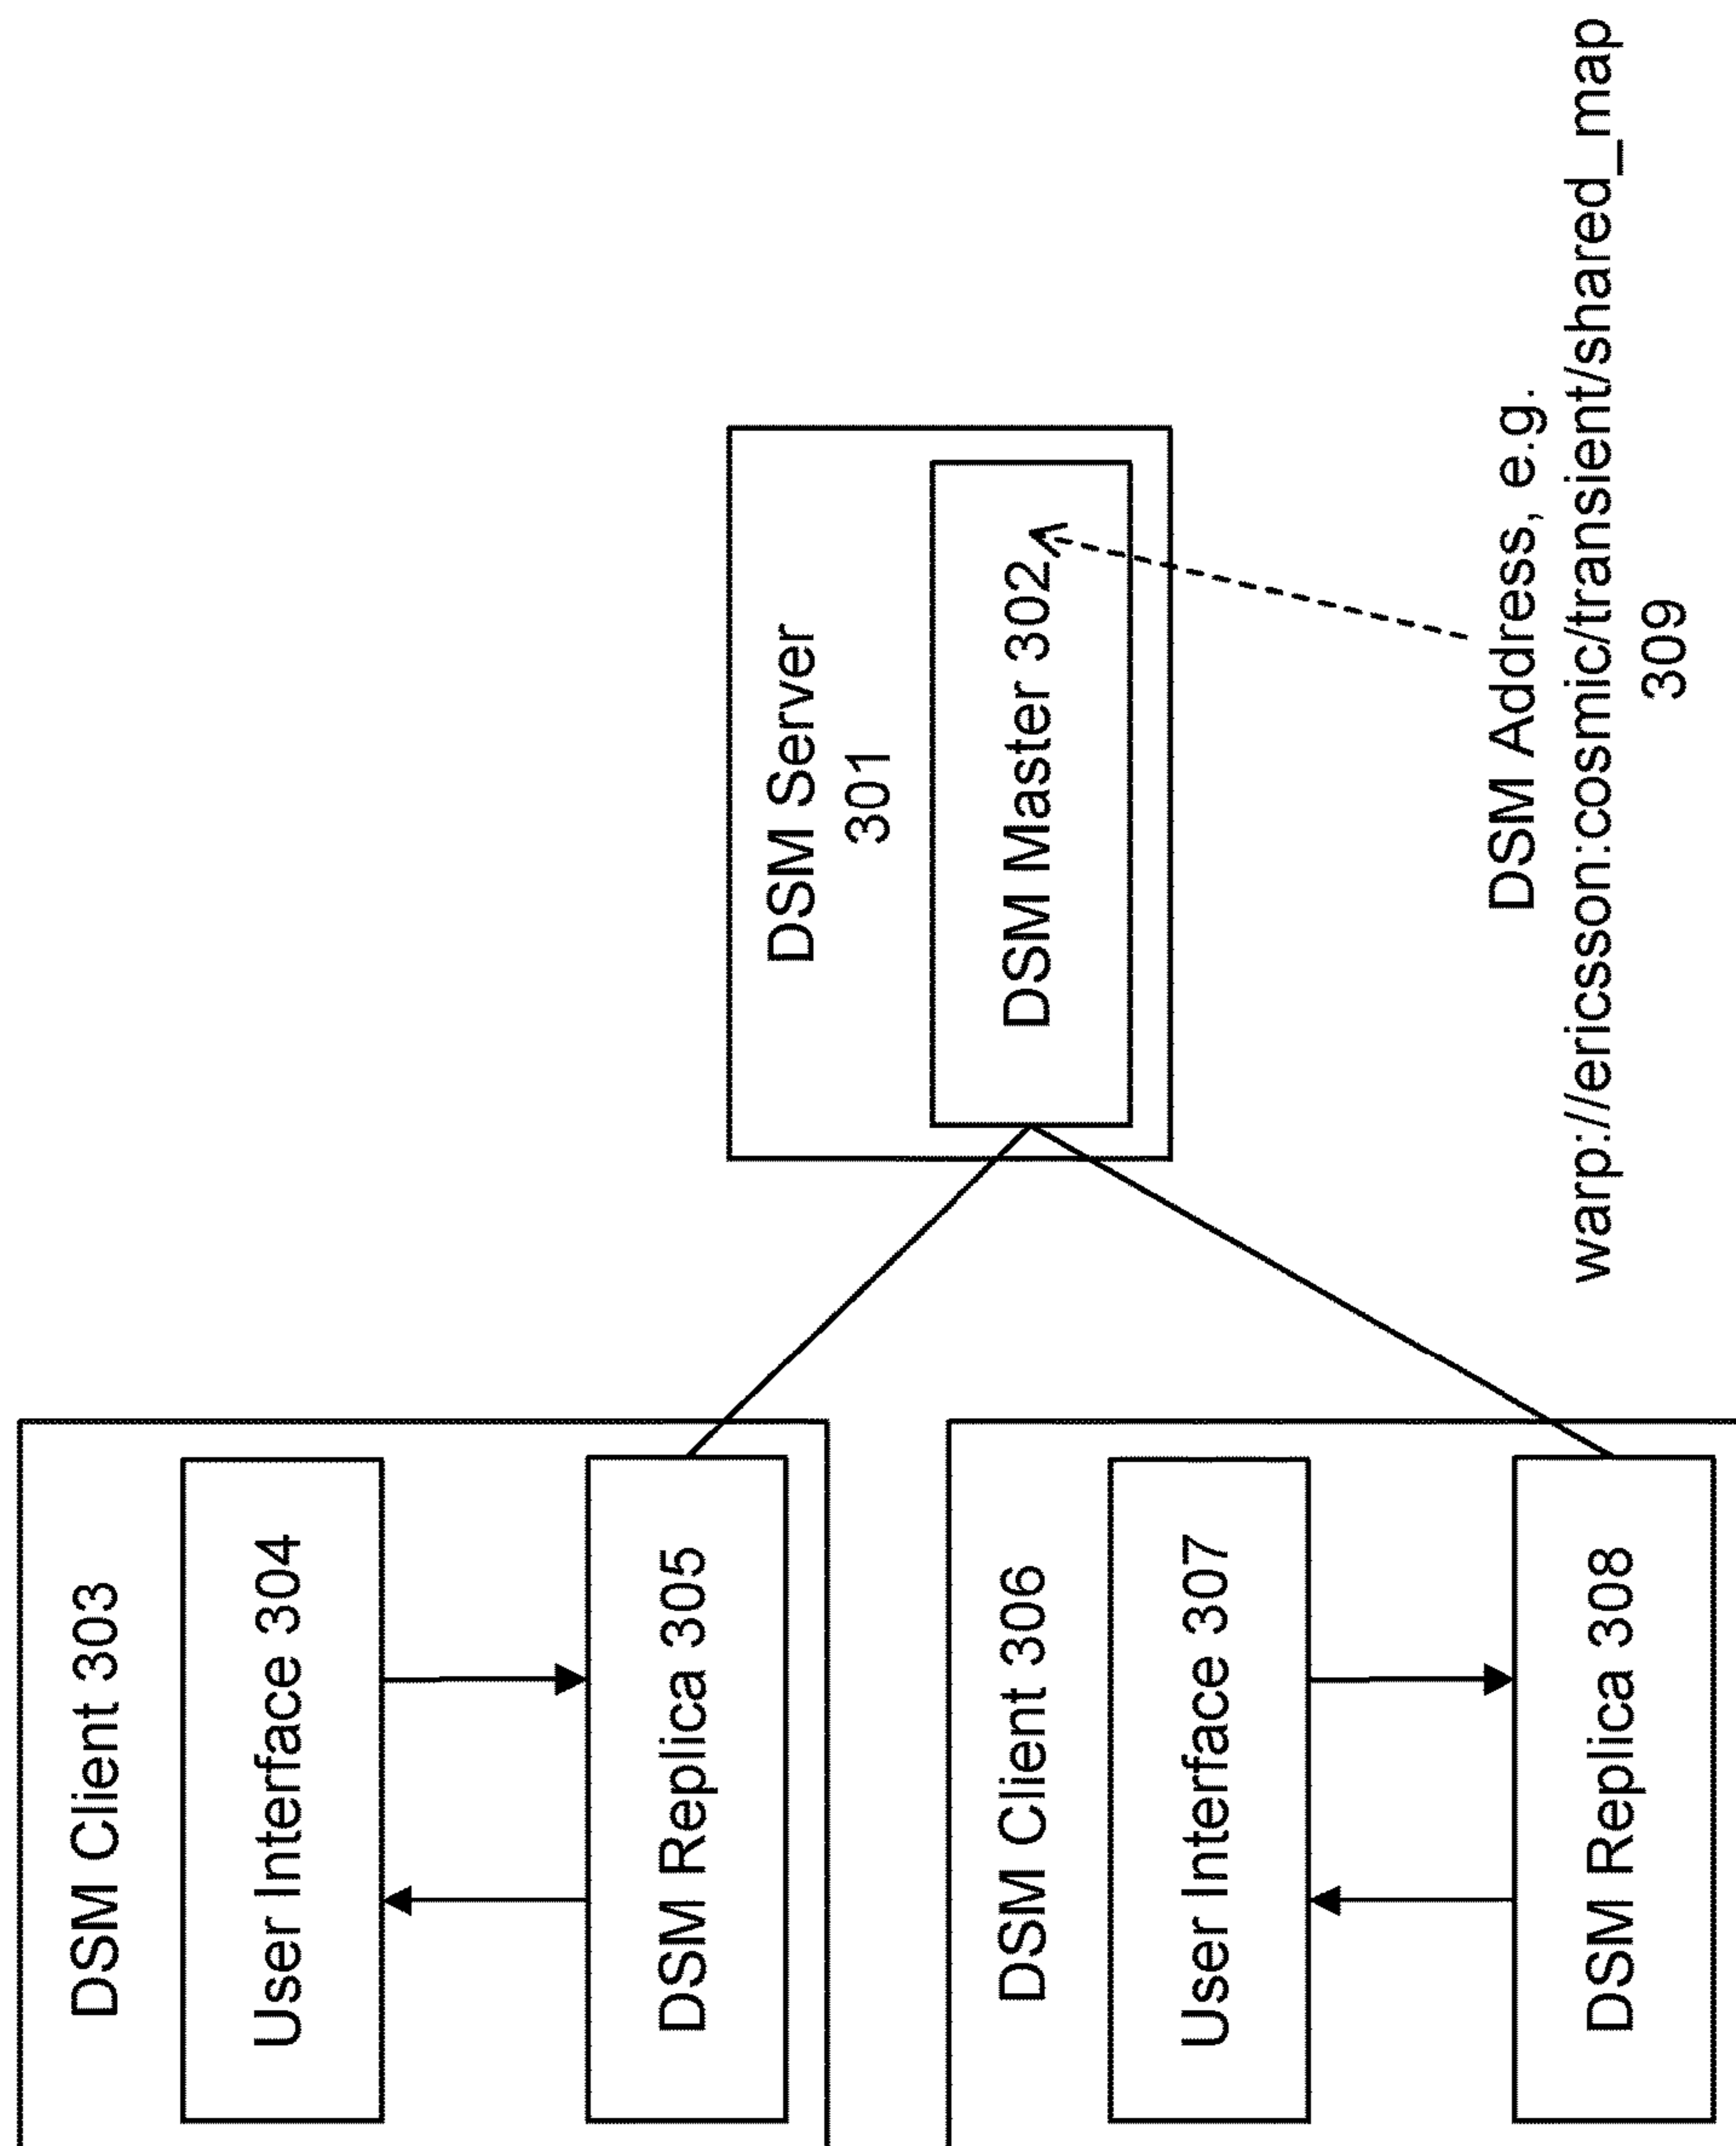 DSM Client 303
User Interface 304
DSM Replica 305
DSM Client 306
User Interface 307
DSM Replica 308
DSM Server
301
DSM Master 302
DSM Address, e.g.
warp://ericsson:cosmic/transient/shared_map
309